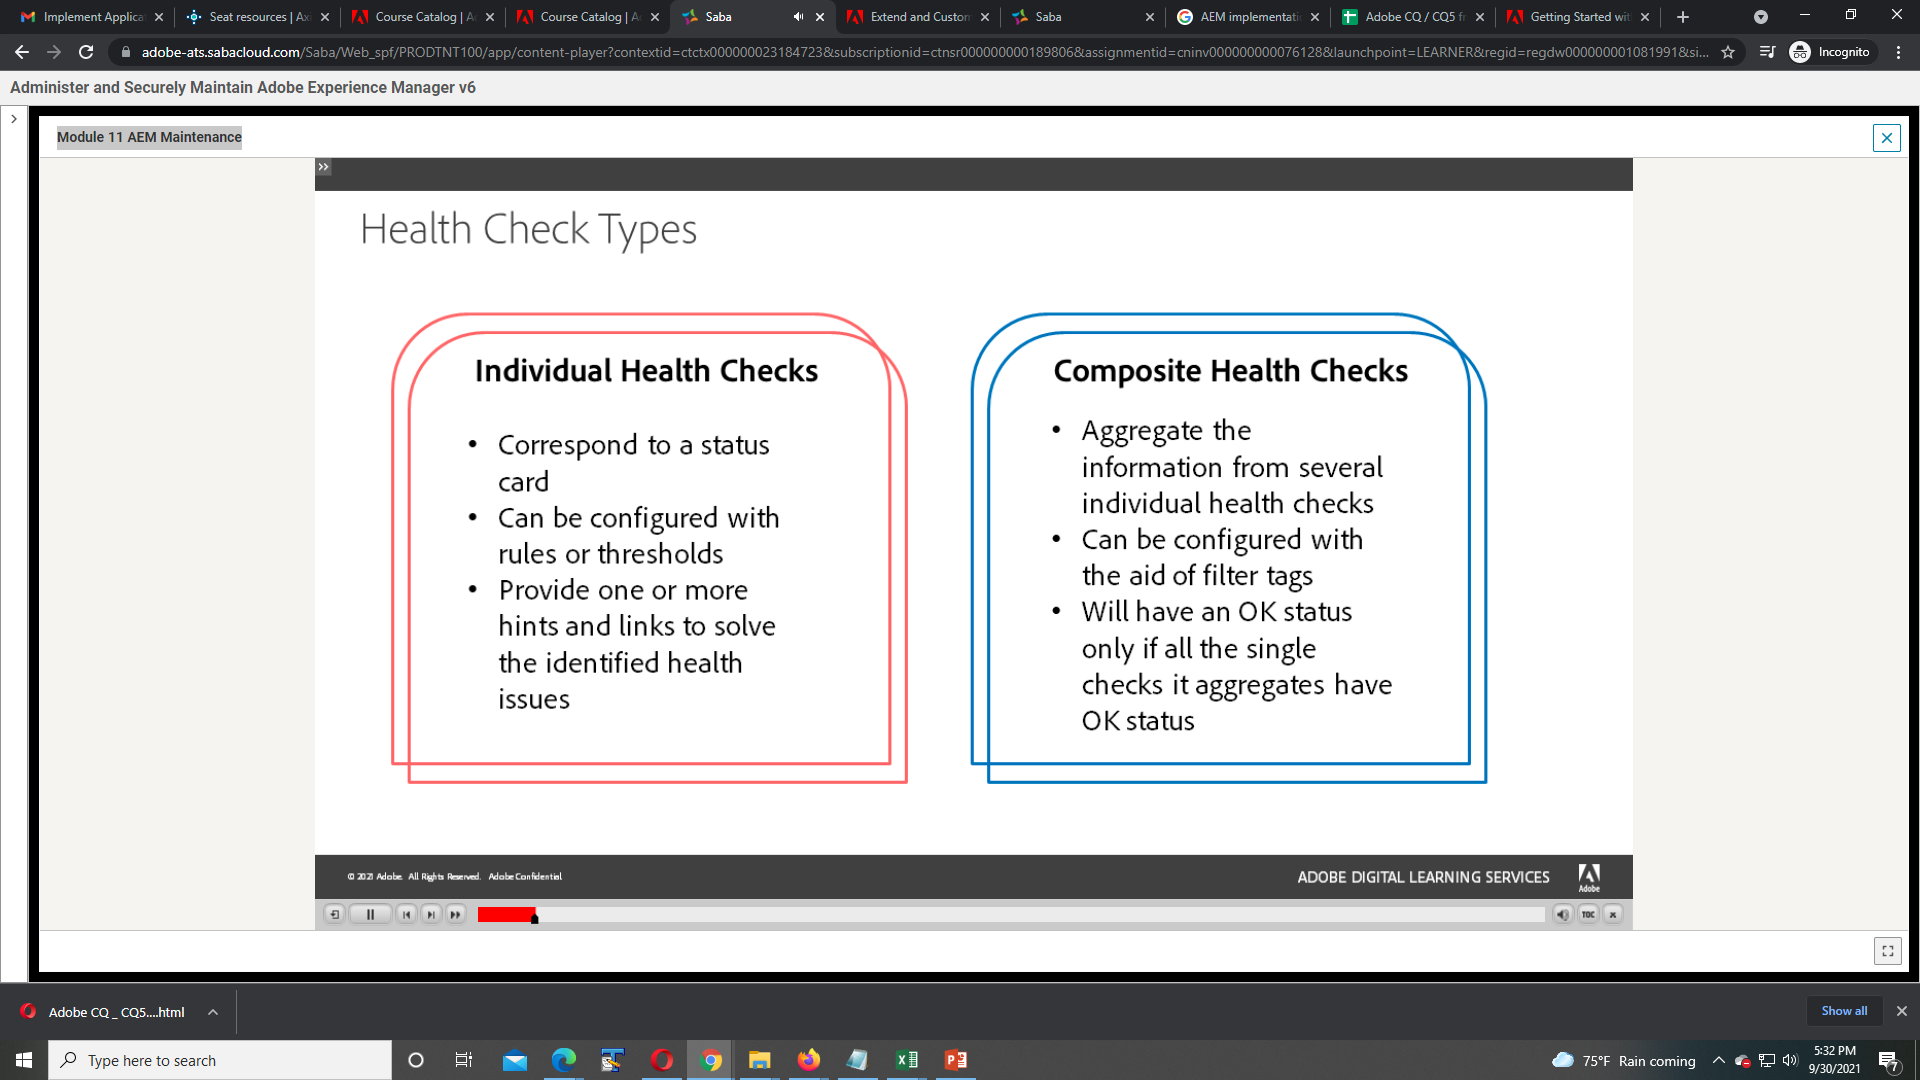 Implement Applica
Seat resources | Ax
Course Catalog | A
Course Catalog | A
Saba
Extend and Custom
Saba
AEM implementati
Adobe CQ / CQ5 f
Getting Started wit
adobe-ats.sabacloud.com/Saba/Web_spf/PRODTNT100/app/content-player?contextid=ctctx000000023184723&subscriptionid=ctnsr000000000189806&assignmentid=cninv000000000076128&launchpoint=LEARNER&regid=regdw000000001081991&si...
Incognito
Administer and Securely Maintain Adobe Experience Manager v6
Module 11 AEM Maintenance
Health Check Types
Individual Health Checks
• Correspond to a status
card
• Can be configured with
rules or thresholds
• Provide one or more
hints and links to solve
the identified health
issues
Composite Health Checks
• Aggregate the
information from several
individual health checks
• Can be configured with
the aid of filter tags
• Will have an OK status
only if all the single
checks it aggregates have
OK status
© 2021 Adobe. All Rights Reserved. Adobe Confidential
ADOBE DIGITAL LEARNING SERVICES
Adobe
TOC
Adobe CQ _ CQ5....html
Show all
Type here to search
75°F Rain coming
5:32 PM
9/30/2021
7